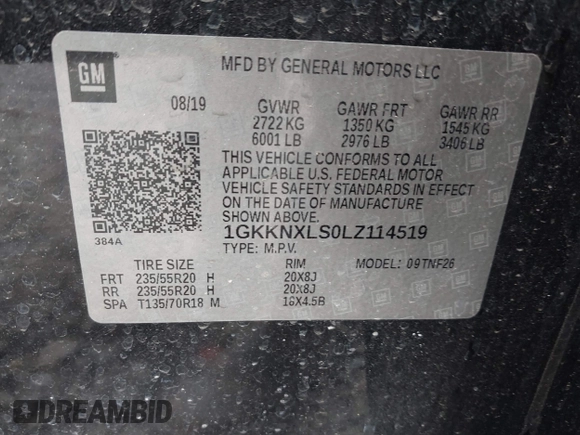 GM
MFD BY GENERAL MOTORS LLC
08/19 GVWR GAWR FRT GAWR RR
2722 KG 1350 KG 1545 KG
6001 LB 2976 LB 3406 LB
THIS VEHICLE CONFORMS TO ALL
APPLICABLE U.S. FEDERAL MOTOR
VEHICLE SAFETY STANDARDS IN EFFECT
ON THE DATE OF MANUFACTURE
SHOWN ABOVE.
384A
1GKKNXLS0LZ114519
TYPE: M.P.V.
TIRE SIZE RIM MODEL: 09TNF26
FRT 235/55R20 H 20X8J
RR 235/55R20 H 20X8J
SPA T135/70R18 M 18X4.5B
DREAMBID